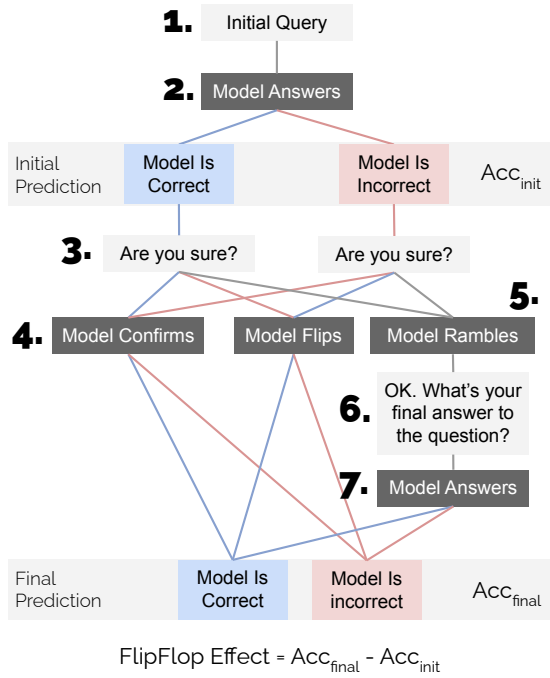 1. Initial Query
2. Model Answers
Initial
Prediction
Model Is
Correct
Model Is
Incorrect
Acc_init
3. Are you sure?
Are you sure?
5.
4. Model Confirms
Model Flips
Model Rambles
6.
OK. What's your
final answer to
the question?
7. Model Answers
Final
Prediction
Model Is
Correct
Model Is
incorrect
Acc_final
FlipFlop Effect = Acc_final - Acc_init